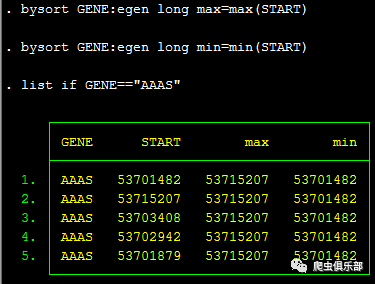 . bysort GENE:egen long max=max(START)
. bysort GENE:egen long min=min(START)
. list if GENE=="AAAS"
GENE START max min
1. AAAS 53701482 53715207 53701482
2. AAAS 53715207 53715207 53701482
3. AAAS 53703408 53715207 53701482
4. AAAS 53702942 53715207 53701482
5. AAAS 53701879 53715207 53701482
爬虫俱乐部